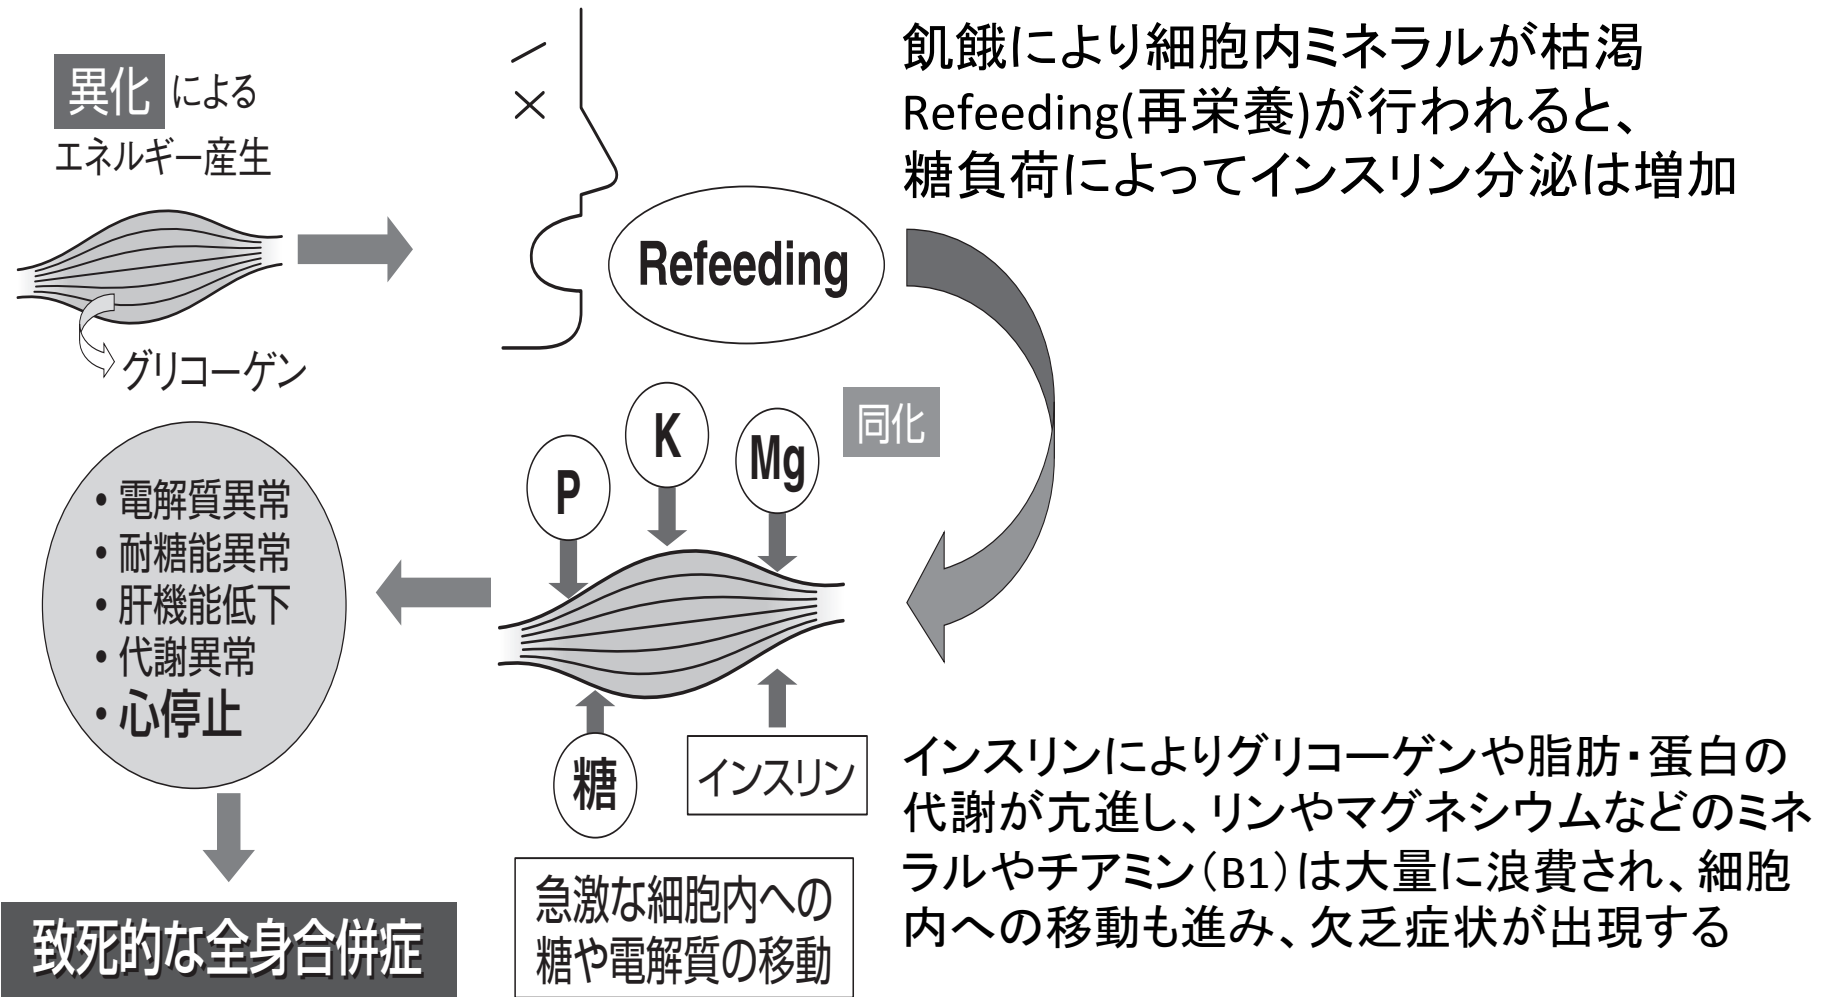 異化 による
エネルギー産生
グリコーゲン
Refeeding
飢餓により細胞内ミネラルが枯渇
Refeeding(再栄養)が行われると、
糖負荷によってインスリン分泌は増加
同化
P
K
Mg
糖
インスリン
急激な細胞内への
糖や電解質の移動
・電解質異常
・耐糖能異常
・肝機能低下
・代謝異常
・心停止
致死的な全身合併症
インスリンによりグリコーゲンや脂肪・蛋白の
代謝が亢進し、リンやマグネシウムなどのミネ
ラルやチアミン（B1）は大量に浪費され、細胞
内への移動も進み、欠乏症状が出現する